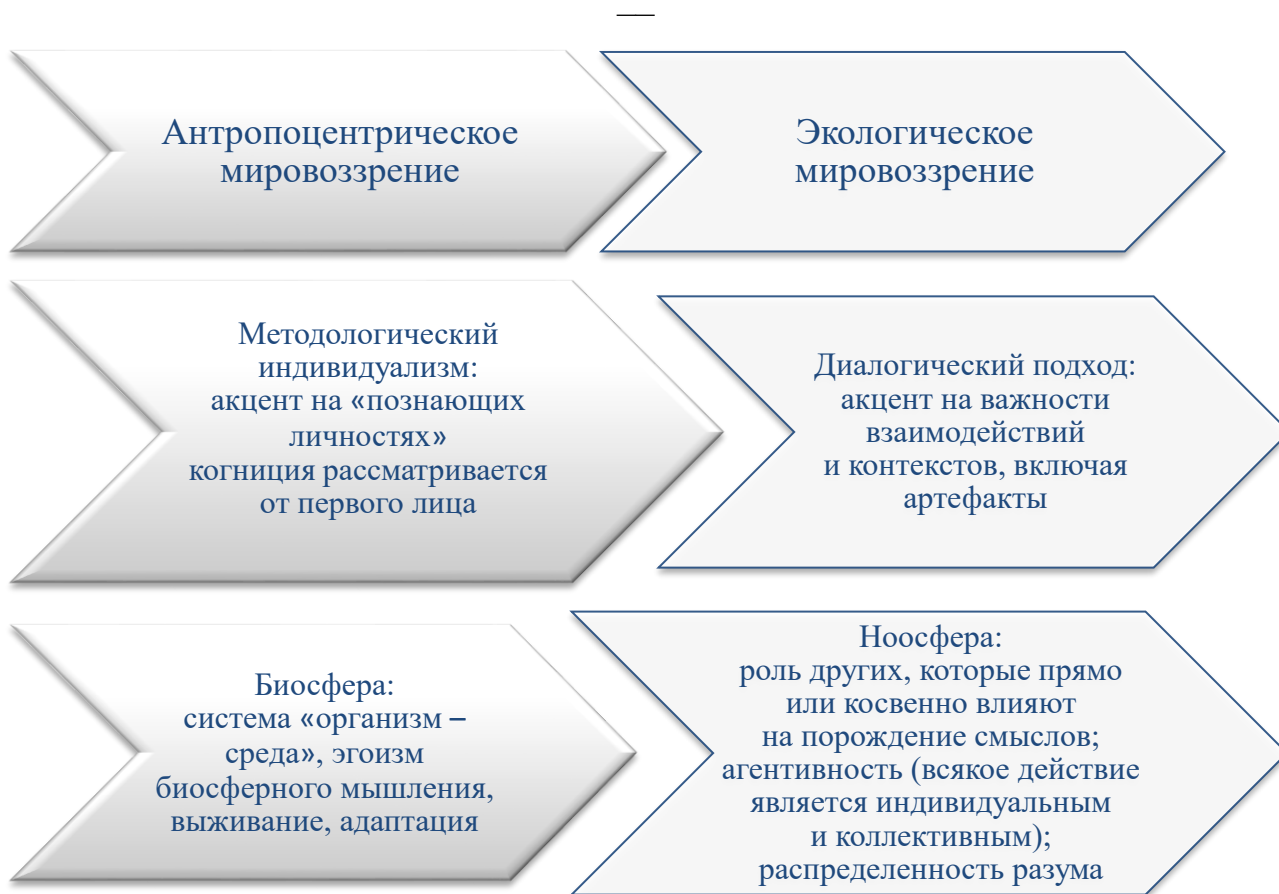 Антропоцентрическое
мировоззрение
Экологическое
мировоззрение
Методологический
индивидуализм:
акцент на «познающих
личностях»
когниция рассматривается
от первого лица
Диалогический подход:
акцент на важности
взаимодействий
и контекстов, включая
артефакты
Биосфера:
система «организм –
среда», эгоизм
биосферного мышления,
выживание, адаптация
Ноосфера:
роль других, которые прямо
или косвенно влияют
на порождение смыслов;
агентивность (всякое действие
является индивидуальным
и коллективным);
распределенность разума